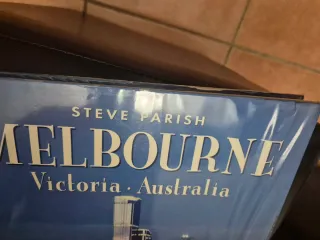 STEVE PARISH
MELBOURNE
Victoria · Australia